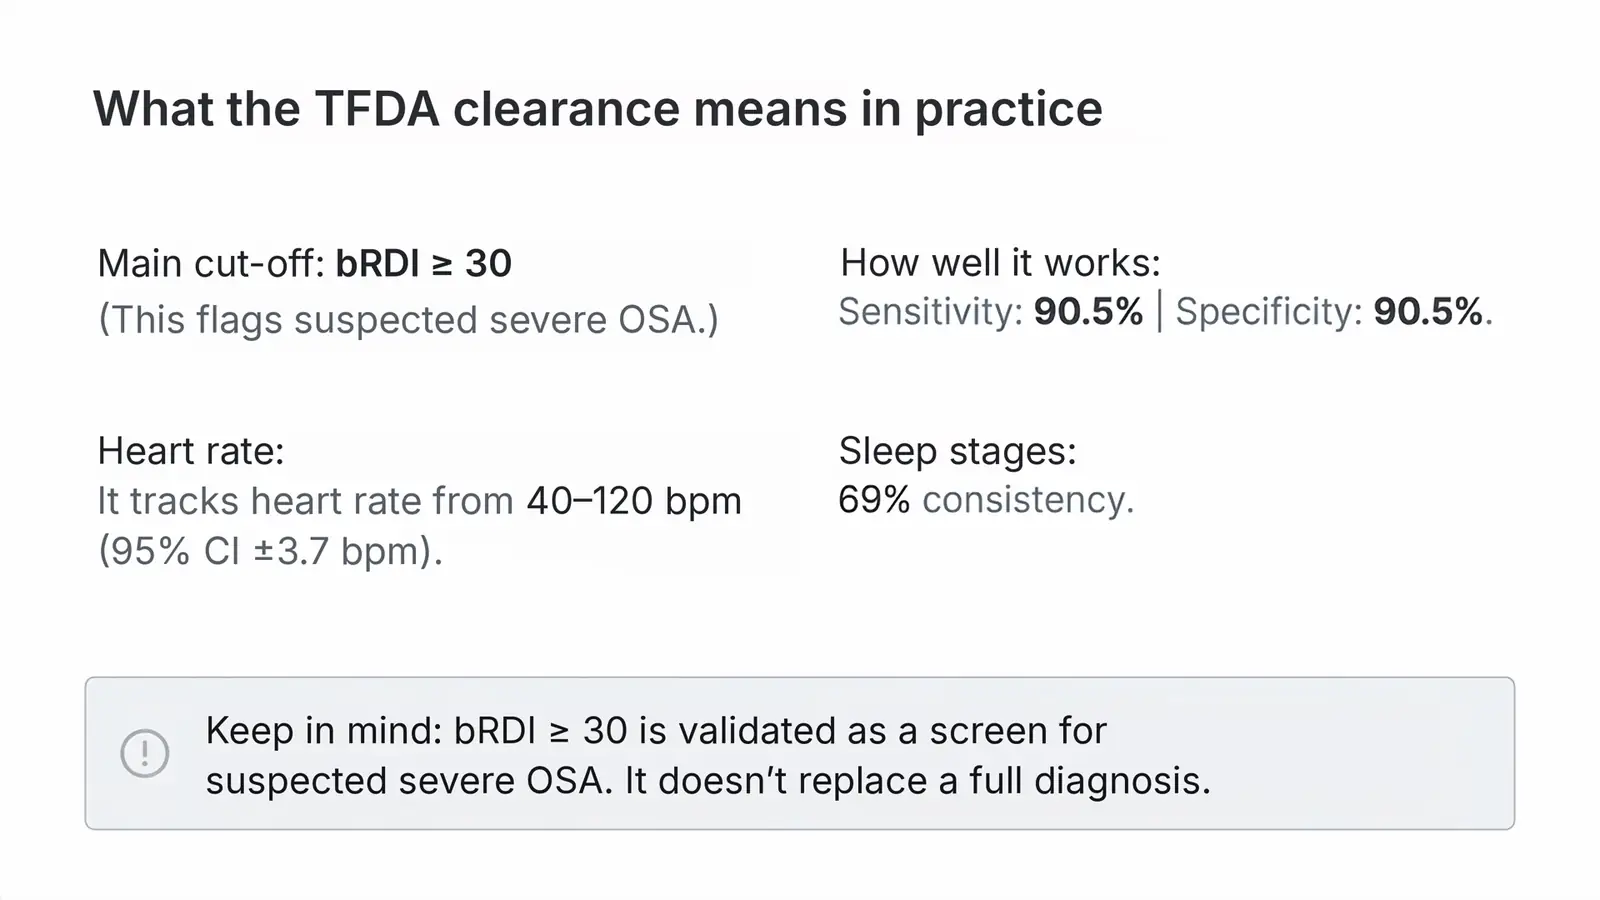 What the TFDA clearance means in practice
Main cut-off: bRDI ≥ 30
(This flags suspected severe OSA.)
How well it works:
Sensitivity: 90.5% | Specificity: 90.5%.
Heart rate:
It tracks heart rate from 40–120 bpm
(95% CI ±3.7 bpm).
Sleep stages:
69% consistency.
Keep in mind: bRDI ≥ 30 is validated as a screen for
suspected severe OSA. It doesn’t replace a full diagnosis.